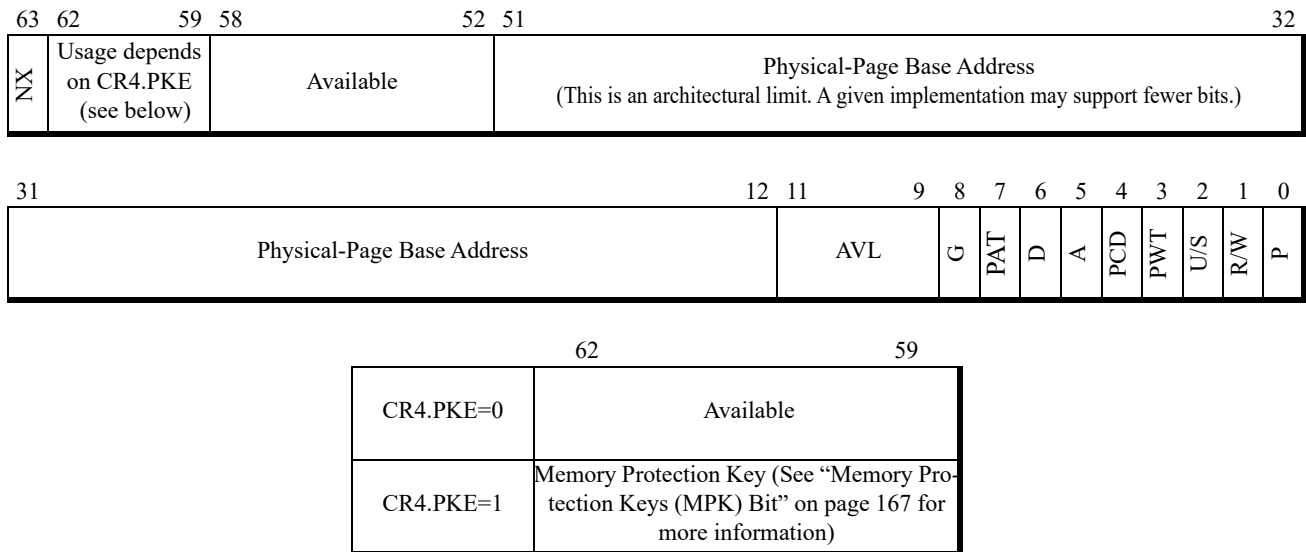 63 62 59 58 52 51 32
NX
Usage depends
on CR4.PKE
(see below)
Available
Physical-Page Base Address
(This is an architectural limit. A given implementation may support fewer bits.)
31 12 11 9 8 7 6 5 4 3 2 1 0
Physical-Page Base Address AVL G PAT D A PCD PWT U/S R/W P
62 59
CR4.PKE=0 Available
CR4.PKE=1
Memory Protection Key (See “Memory Pro-
tection Keys (MPK) Bit” on page 167 for
more information)